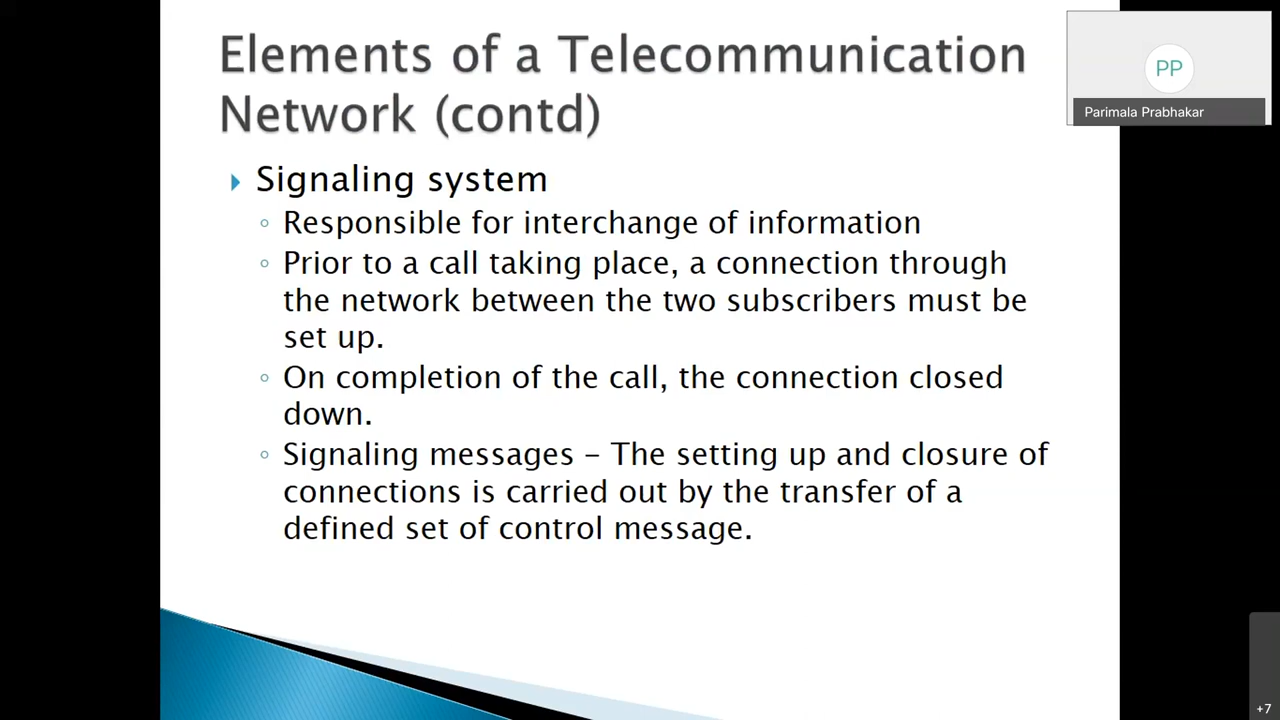 Elements of a Telecommunication
Network (contd)
Signaling system
Responsible for interchange of information
Prior to a call taking place, a connection through
the network between the two subscribers must be
set up.
On completion of the call, the connection closed
down.
Signaling messages – The setting up and closure of
connections is carried out by the transfer of a
defined set of control message.
PP
Parimala Prabhakar
+7